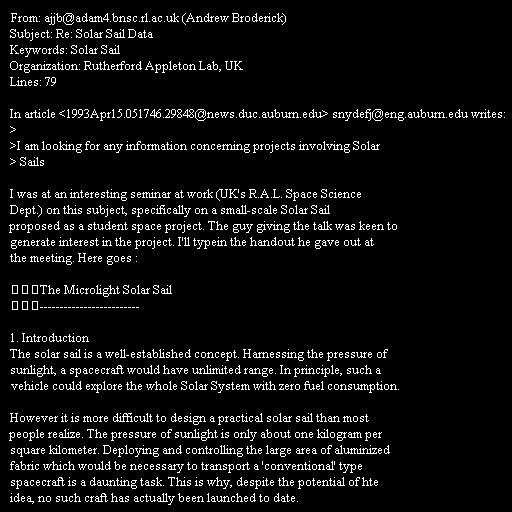 From: ajjb@adam4.bnsc.rl.ac.uk (Andrew Broderick)
Subject: Re: Solar Sail Data
Keywords: Solar Sail
Organization: Rutherford Appleton Lab, UK
Lines: 79

In article <1993Apr15.051746.29848@news.duc.auburn.edu> snydefj@eng.auburn.edu writes:
>
>I am looking for any information concerning projects involving Solar
> Sails

I was at an interesting seminar at work (UK's R.A.L. Space Science
Dept.) on this subject, specifically on a small-scale Solar Sail
proposed as a student space project. The guy giving the talk was keen to
generate interest in the project. I'll typein the handout he gave out at
the meeting. Here goes :

The Microlight Solar Sail
-------------------------

1. Introduction
The solar sail is a well-established concept. Harnessing the pressure of
sunlight, a spacecraft would have unlimited range. In principle, such a
vehicle could explore the whole Solar System with zero fuel consumption.

However it is more difficult to design a practical solar sail than most
people realize. The pressure of sunlight is only about one kilogram per
square kilometer. Deploying and controlling the large area of aluminized
fabric which would be necessary to transport a 'conventional' type
spacecraft is a daunting task. This is why, despite the potential of hte
idea, no such craft has actually been launched to date.